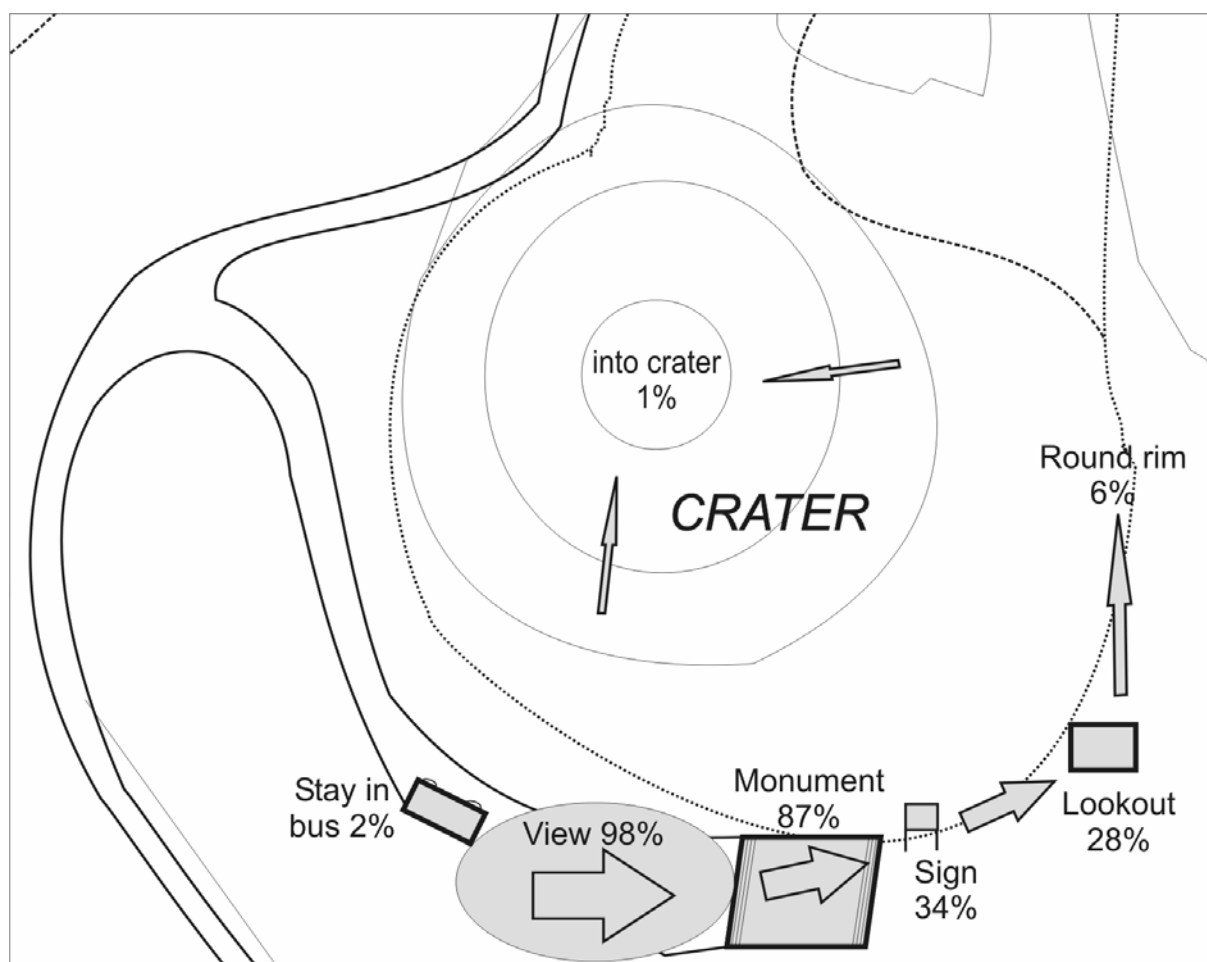 into crater
1%
CRATER
Round rim
6%
Stay in
bus 2%
View 98%
Monument
87%
Lookout
28%
Sign
34%